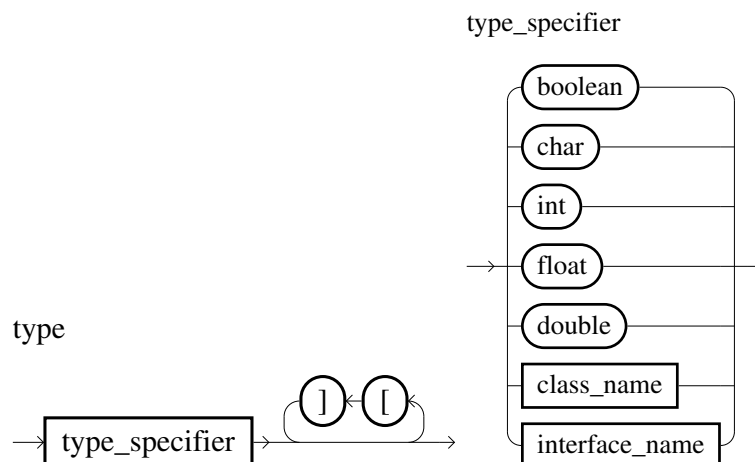 type
type_specifier
] [
type_specifier
boolean
char
int
float
double
class_name
interface_name